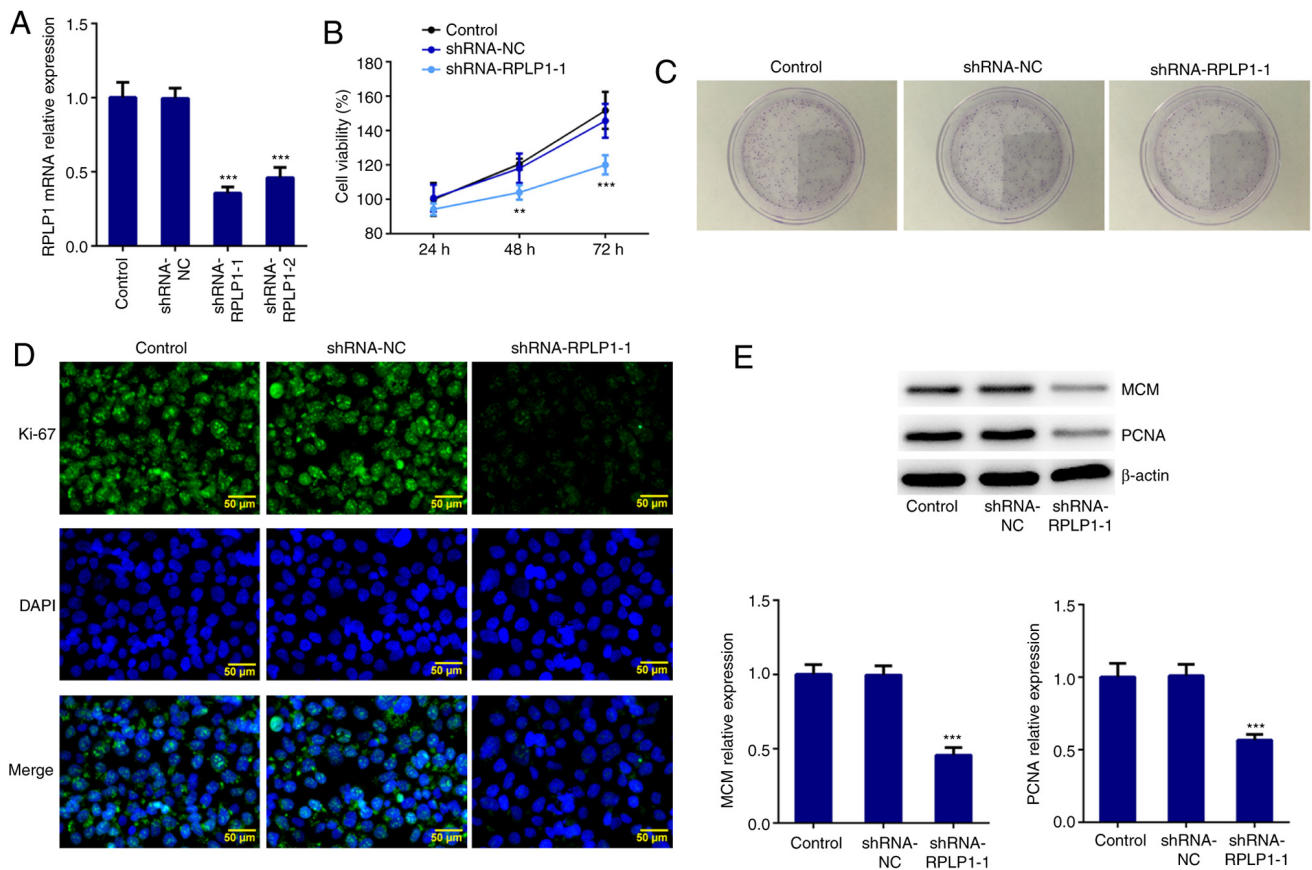 A
RPLP1 mRNA relative expression
1.5
1.0
0.5
0.0
***
***
Control
shRNA-
NC
shRNA-
RPLP1-1
shRNA-
RPLP1-2
B
Control
shRNA-NC
shRNA-RPLP1-1
Cell viability (%)
180
160
140
120
100
80
**
***
24 h
48 h
72 h
C
Control
shRNA-NC
shRNA-RPLP1-1
D
Control
shRNA-NC
shRNA-RPLP1-1
Ki-67
50 µm
50 µm
50 µm
DAPI
50 µm
50 µm
50 µm
Merge
50 µm
50 µm
50 µm
E
MCM
PCNA
β-actin
Control
shRNA-
NC
shRNA-
RPLP1-1
MCM relative expression
1.5
1.0
0.5
0.0
***
Control
shRNA-
NC
shRNA-
RPLP1-1
PCNA relative expression
1.5
1.0
0.5
0.0
***
Control
shRNA-
NC
shRNA-
RPLP1-1